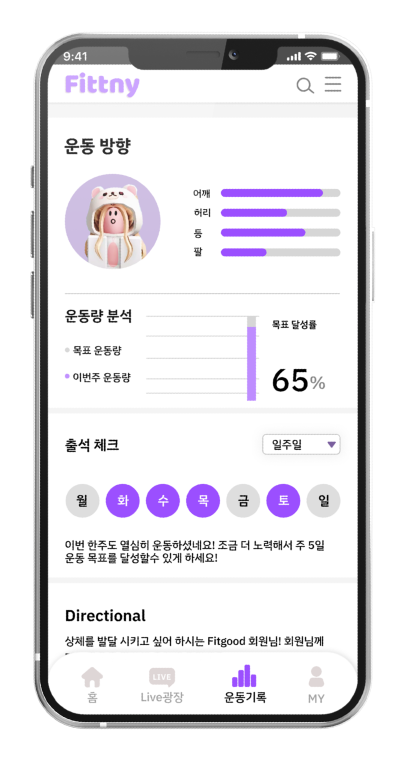 9:41
Fittny
운동 방향
어깨
허리
등
팔
운동량 분석
목표 운동량
이번주 운동량
목표 달성률
65%
출석 체크
일주일
월 화 수 목 금 토 일
이번 한주도 열심히 운동하셨네요! 조금 더 노력해서 주 5일
운동 목표를 달성할수 있게 하세요!
Directional
상체를 발달 시키고 싶어 하시는 Fitgood 회원님! 회원님께
LIVE
홈 Live광장 운동기록 MY